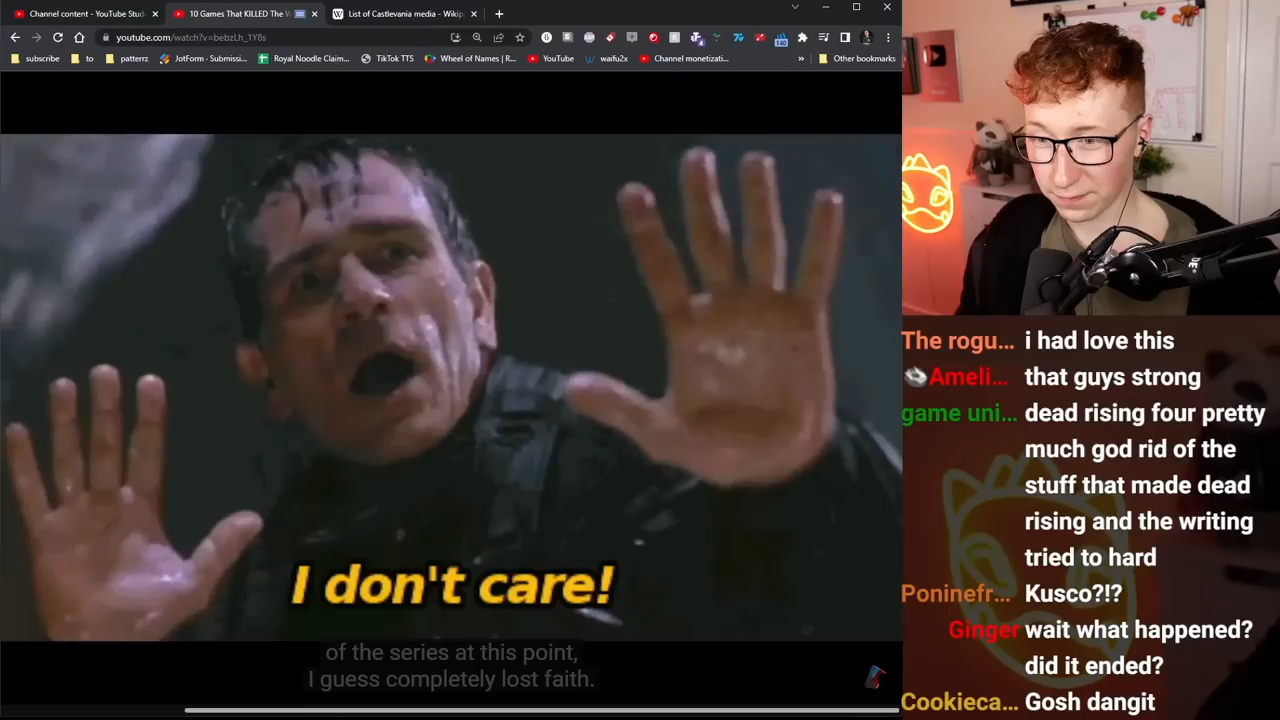 Channel content - YouTube Stud
10 Games That KILLED The V
List of Castlevania media - Wikip
youtube.com/watch?v=bebzLh_1Y8s
subscribe
to
patterrz
JotForm - Submissi...
Royal Noodle Claim...
TikTok TTS
Wheel of Names | R...
YouTube
waifu2x
Channel monetizati...
Other bookmarks
I don't care!
of the series at this point,
I guess completely lost faith.
The rogu... i had love this
Ameli... that guys strong
game uni... dead rising four pretty
much god rid of the
stuff that made dead
rising and the writing
tried to hard
Poninefr... Kusco?!?
Ginger wait what happened?
did it ended?
Cookieca... Gosh dangit